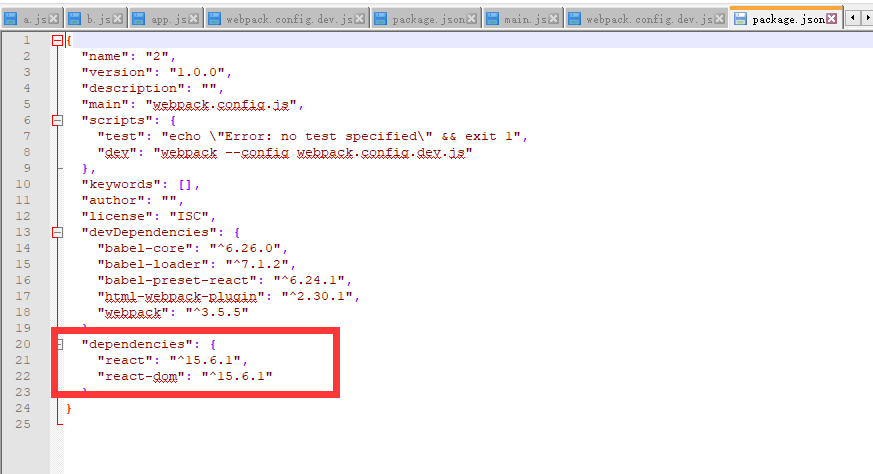 a.js b.js app.js webpack.config.dev.js package.json main.js webpack.config.dev.js package.json
1 {
2 "name": "2",
3 "version": "1.0.0",
4 "description": "",
5 "main": "webpack.config.js",
6 "scripts": {
7 "test": "echo \"Error: no test specified\" && exit 1",
8 "dev": "webpack --config webpack.config.dev.js"
9 },
10 "keywords": [],
11 "author": "",
12 "license": "ISC",
13 "devDependencies": {
14 "babel-core": "^6.26.0",
15 "babel-loader": "^7.1.2",
16 "babel-preset-react": "^6.24.1",
17 "html-webpack-plugin": "^2.30.1",
18 "webpack": "^3.5.5"
19
20 "dependencies": {
21 "react": "^15.6.1",
22 "react-dom": "^15.6.1"
23
24 }
25